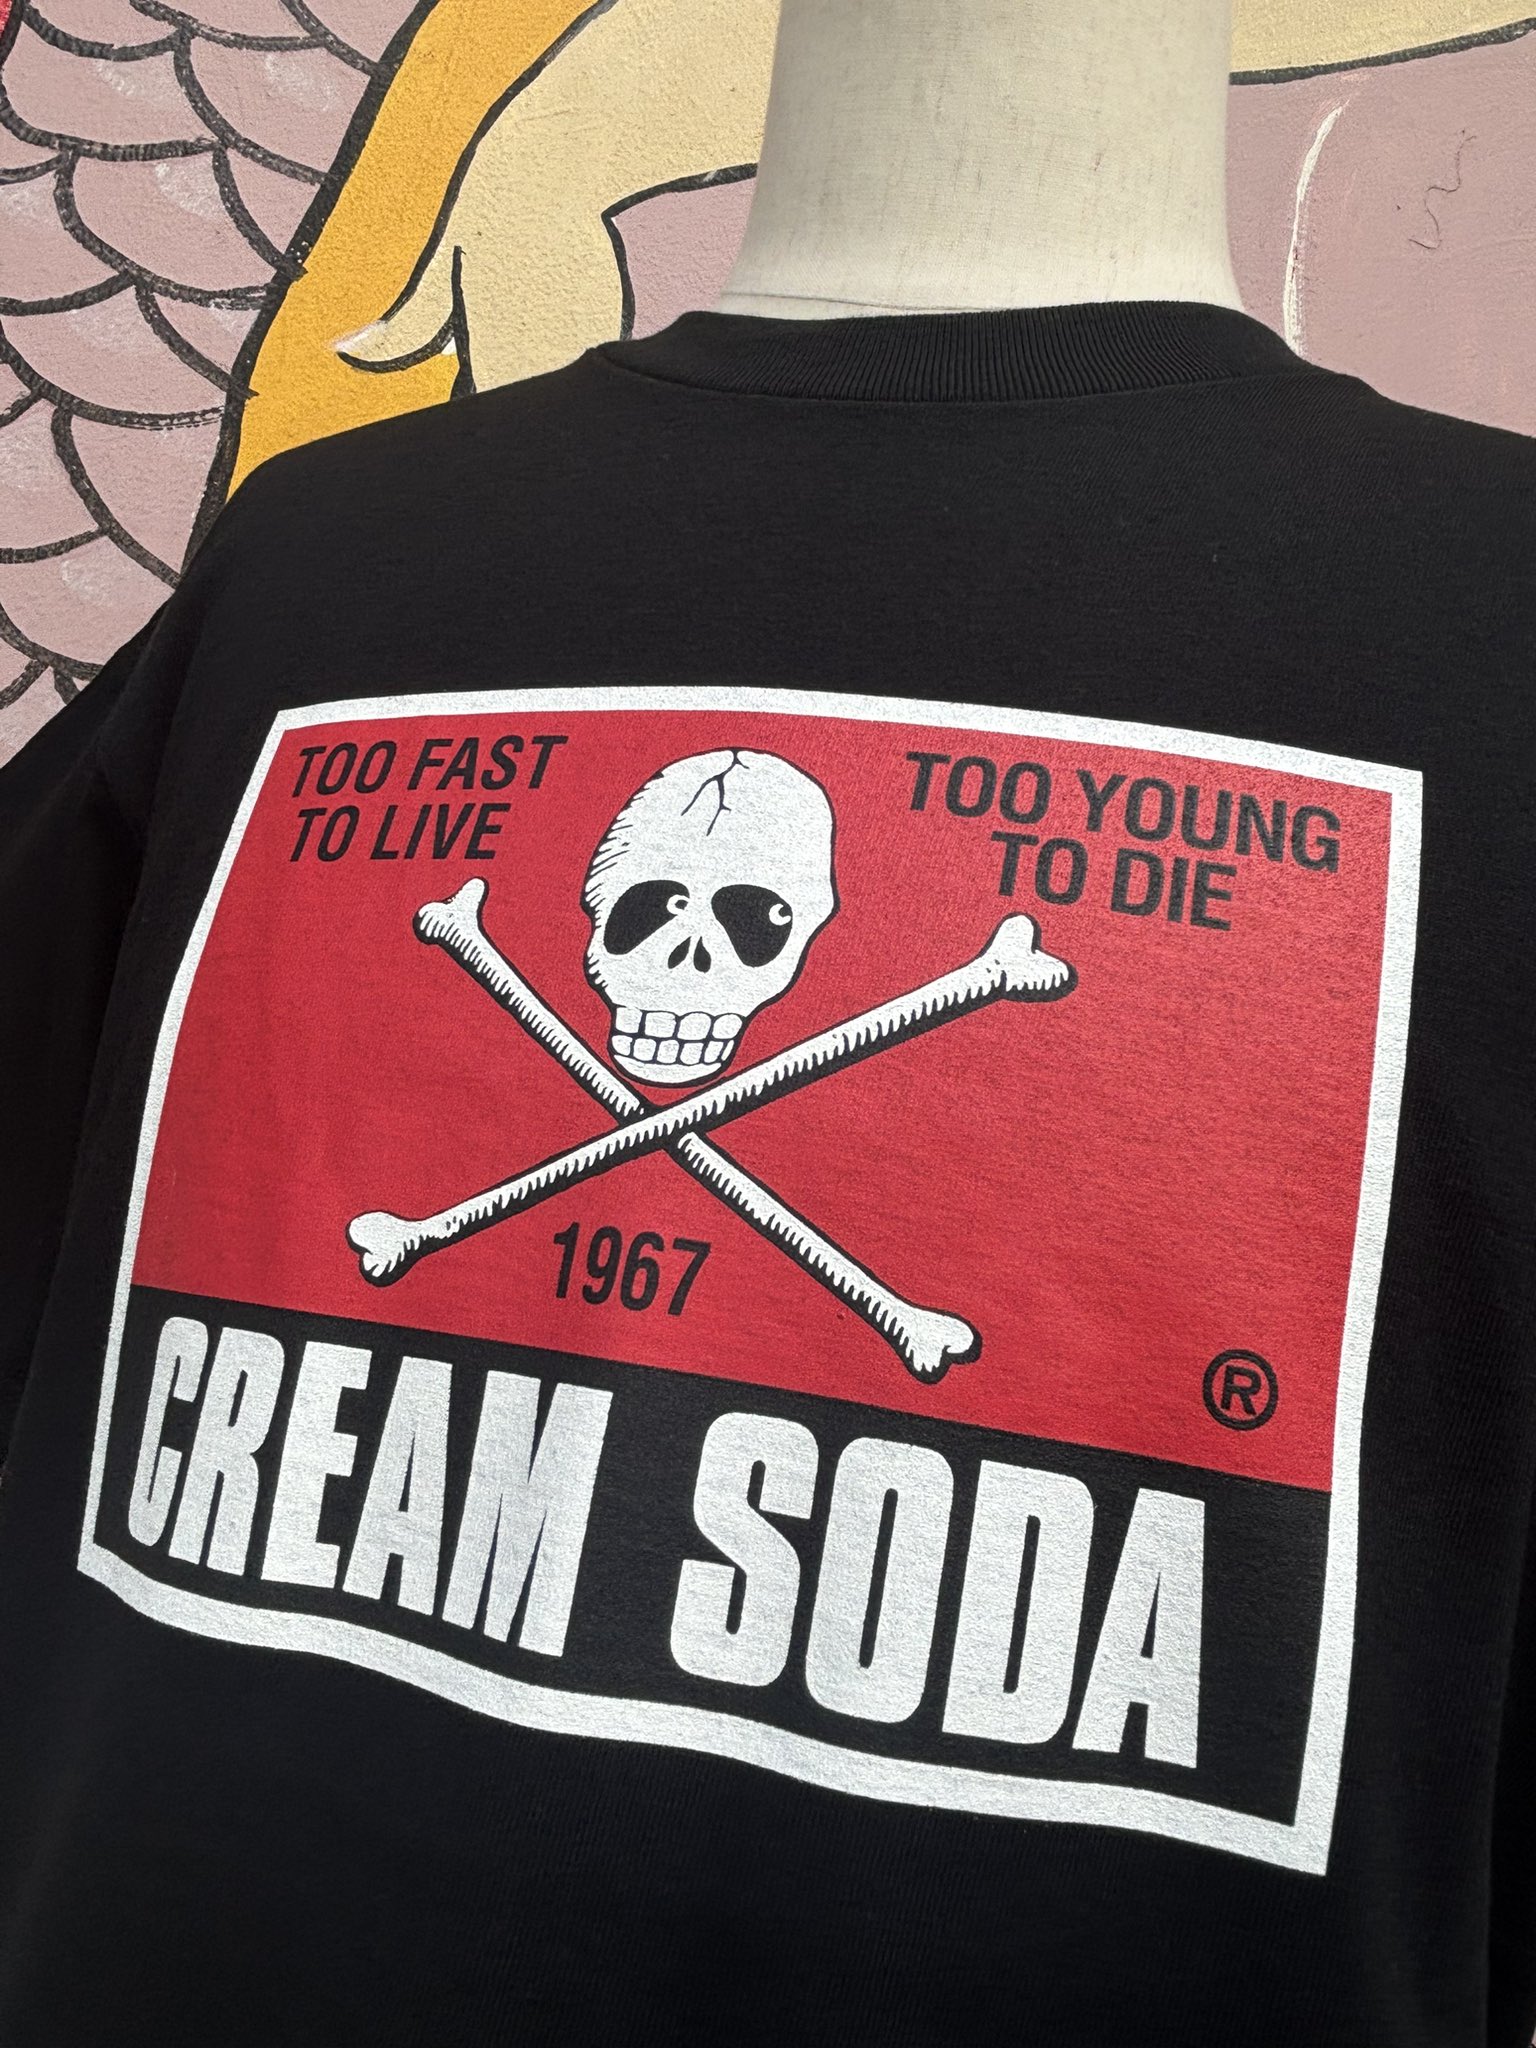 TOO FAST
TO LIVE
TOO YOUNG
TO DIE
1967
®
CREAM SODA